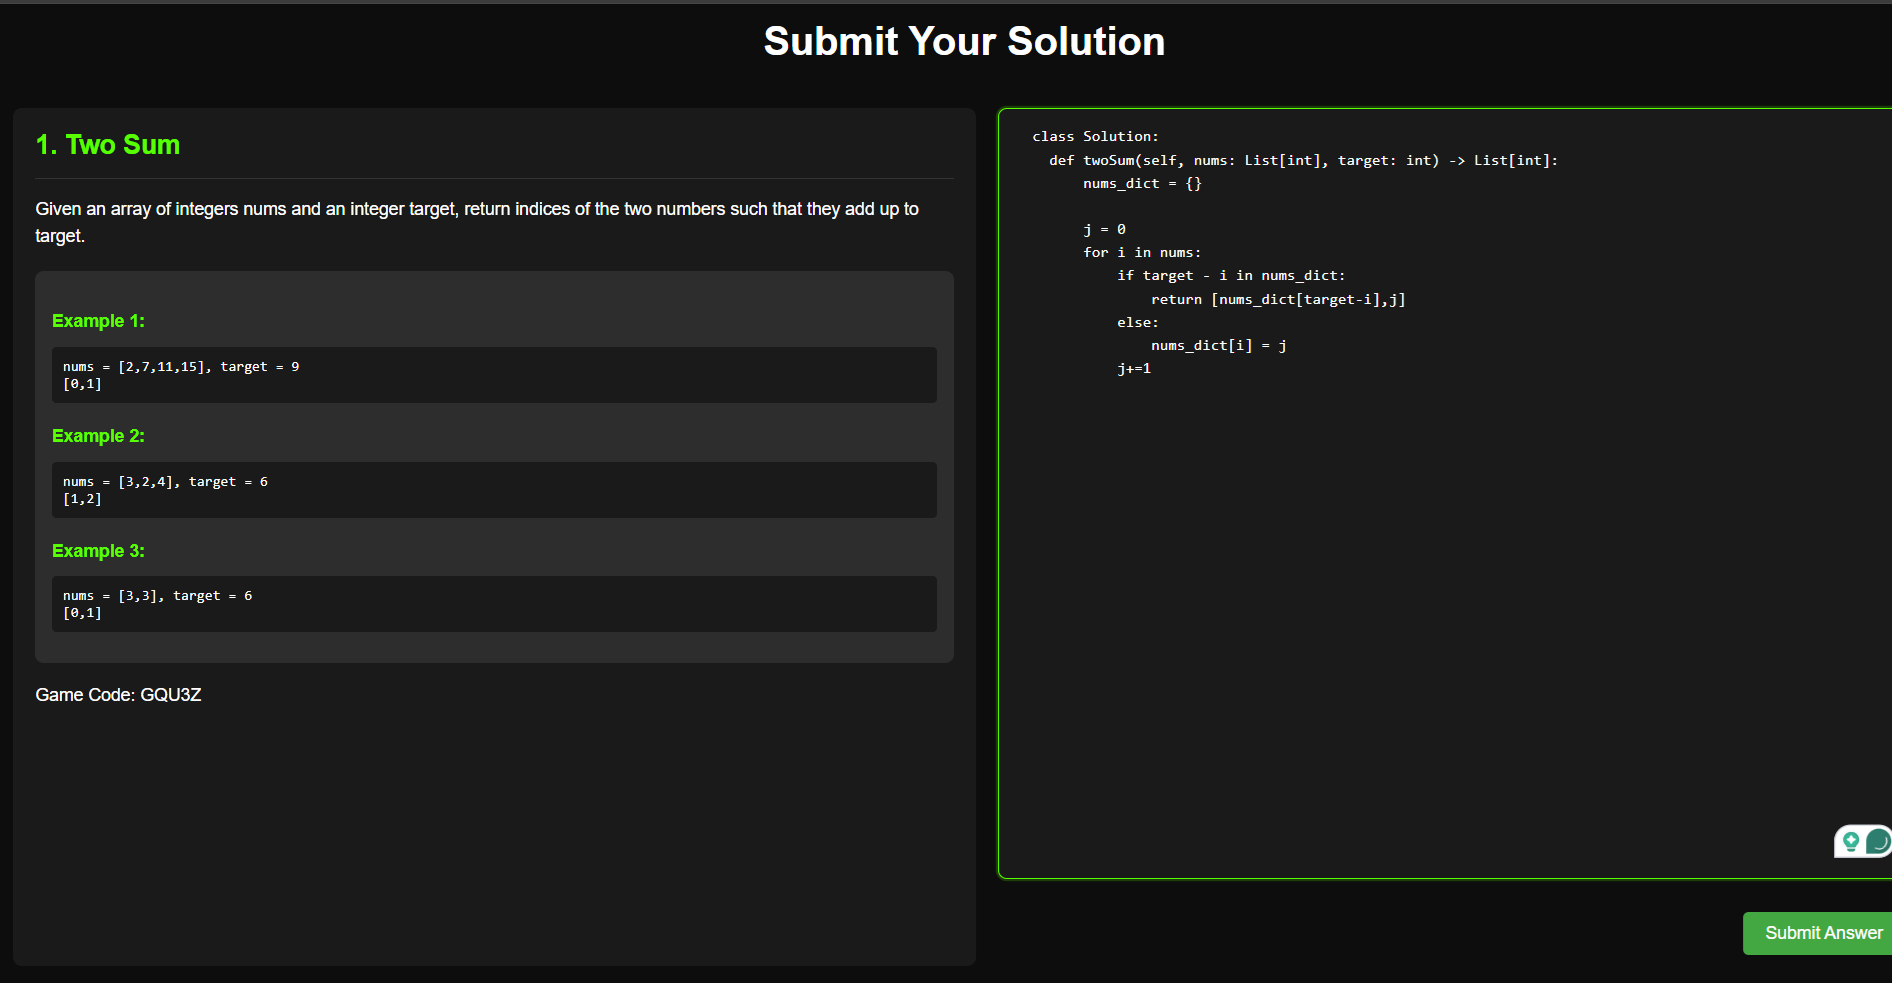 Submit Your Solution
1. Two Sum
Given an array of integers nums and an integer target, return indices of the two numbers such that they add up to
target.
Example 1:
nums = [2,7,11,15], target = 9
[0,1]
Example 2:
nums = [3,2,4], target = 6
[1,2]
Example 3:
nums = [3,3], target = 6
[0,1]
Game Code: GQU3Z
class Solution:
  def twoSum(self, nums: List[int], target: int) -> List[int]:
      nums_dict = {}
      j = 0
      for i in nums:
          if target - i in nums_dict:
              return [nums_dict[target-i],j]
          else:
              nums_dict[i] = j
          j+=1
Submit Answer